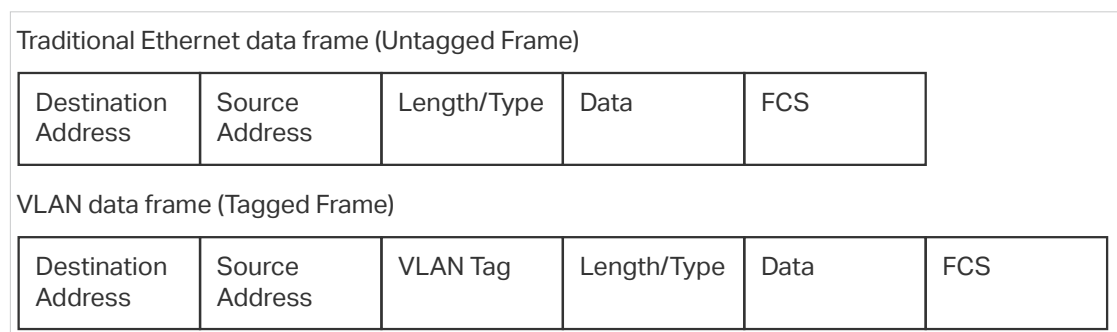 Traditional Ethernet data frame (Untagged Frame)
Destination Address
Source Address
Length/Type
Data
FCS
VLAN data frame (Tagged Frame)
Destination Address
Source Address
VLAN Tag
Length/Type
Data
FCS